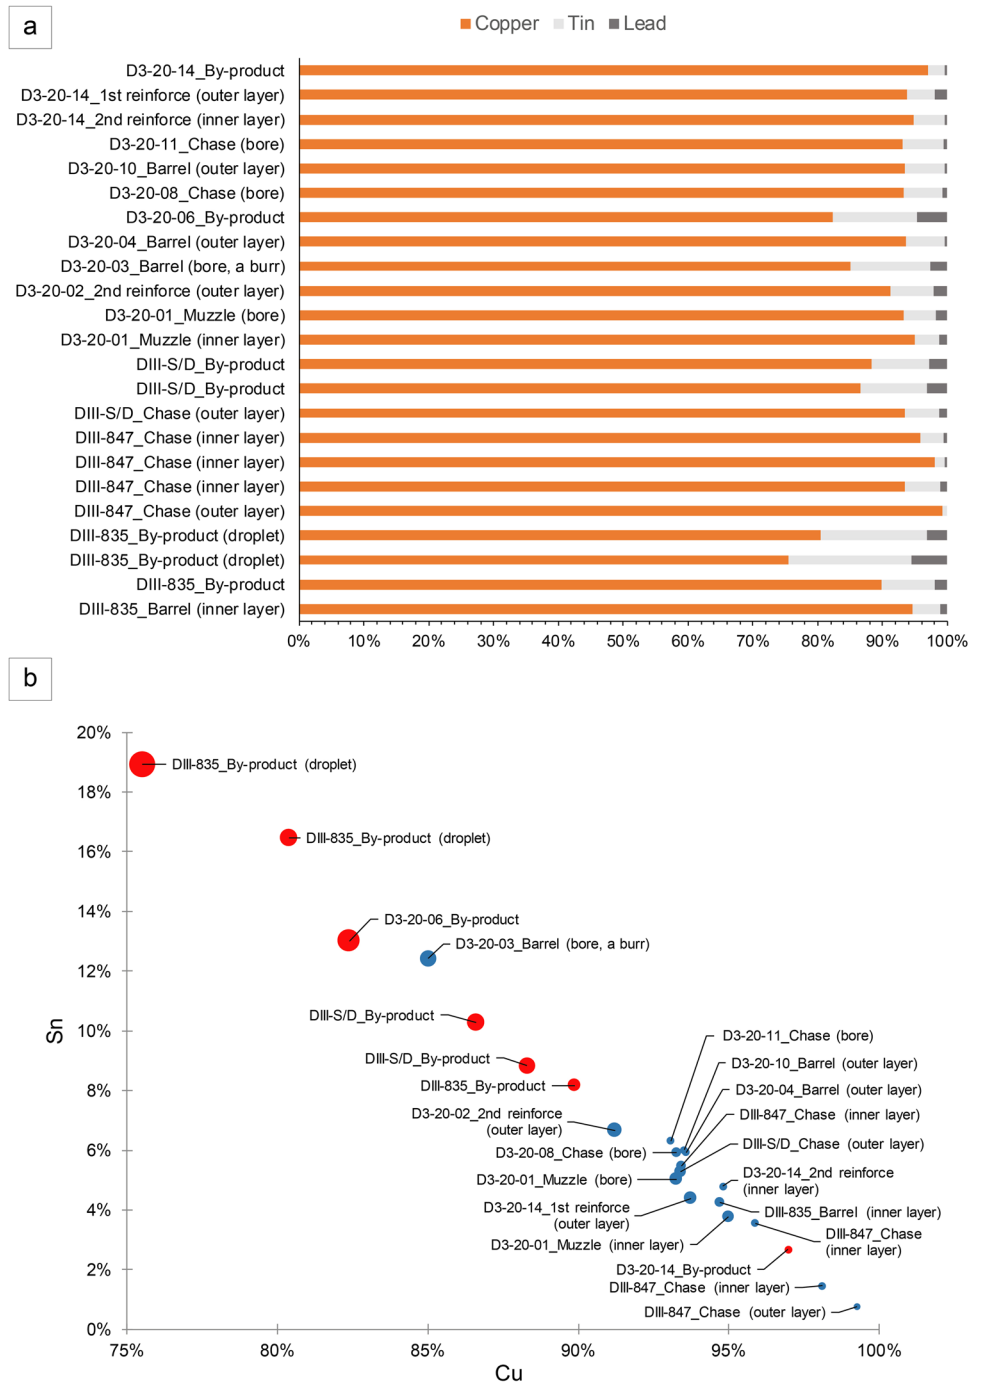 a
Copper Tin Lead
D3-20-14_By-product
D3-20-14_1st reinforce (outer layer)
D3-20-14_2nd reinforce (inner layer)
D3-20-11_Chase (bore)
D3-20-10_Barrel (outer layer)
D3-20-08_Chase (bore)
D3-20-06_By-product
D3-20-04_Barrel (outer layer)
D3-20-03_Barrel (bore, a burr)
D3-20-02_2nd reinforce (outer layer)
D3-20-01_Muzzle (bore)
D3-20-01_Muzzle (inner layer)
DIII-S/D_By-product
DIII-S/D_By-product
DIII-S/D_Chase (outer layer)
DIII-847_Chase (inner layer)
DIII-847_Chase (inner layer)
DIII-847_Chase (inner layer)
DIII-847_Chase (outer layer)
DIII-835_By-product (droplet)
DIII-835_By-product (droplet)
DIII-835_By-product
DIII-835_Barrel (inner layer)
0% 10% 20% 30% 40% 50% 60% 70% 80% 90% 100%
b
20%
18%
16%
14%
12%
10%
8%
6%
4%
2%
0%
Sn
DIII-835_By-product (droplet)
DIII-835_By-product (droplet)
D3-20-06_By-product
D3-20-03_Barrel (bore, a burr)
DIII-S/D_By-product
D3-20-11_Chase (bore)
DIII-S/D_By-product
D3-20-10_Barrel (outer layer)
DIII-835_By-product
D3-20-04_Barrel (outer layer)
D3-20-02_2nd reinforce
(outer layer)
DIII-847_Chase (inner layer)
D3-20-08_Chase (bore)
DIII-S/D_Chase (outer layer)
D3-20-01_Muzzle (bore)
D3-20-14_2nd reinforce
(inner layer)
D3-20-14_1st reinforce
(outer layer)
DIII-835_Barrel (inner layer)
D3-20-01_Muzzle (inner layer)
DIII-847_Chase
(inner layer)
D3-20-14_By-product
DIII-847_Chase (inner layer)
DIII-847_Chase (outer layer)
75% 80% 85% 90% 95% 100%
Cu